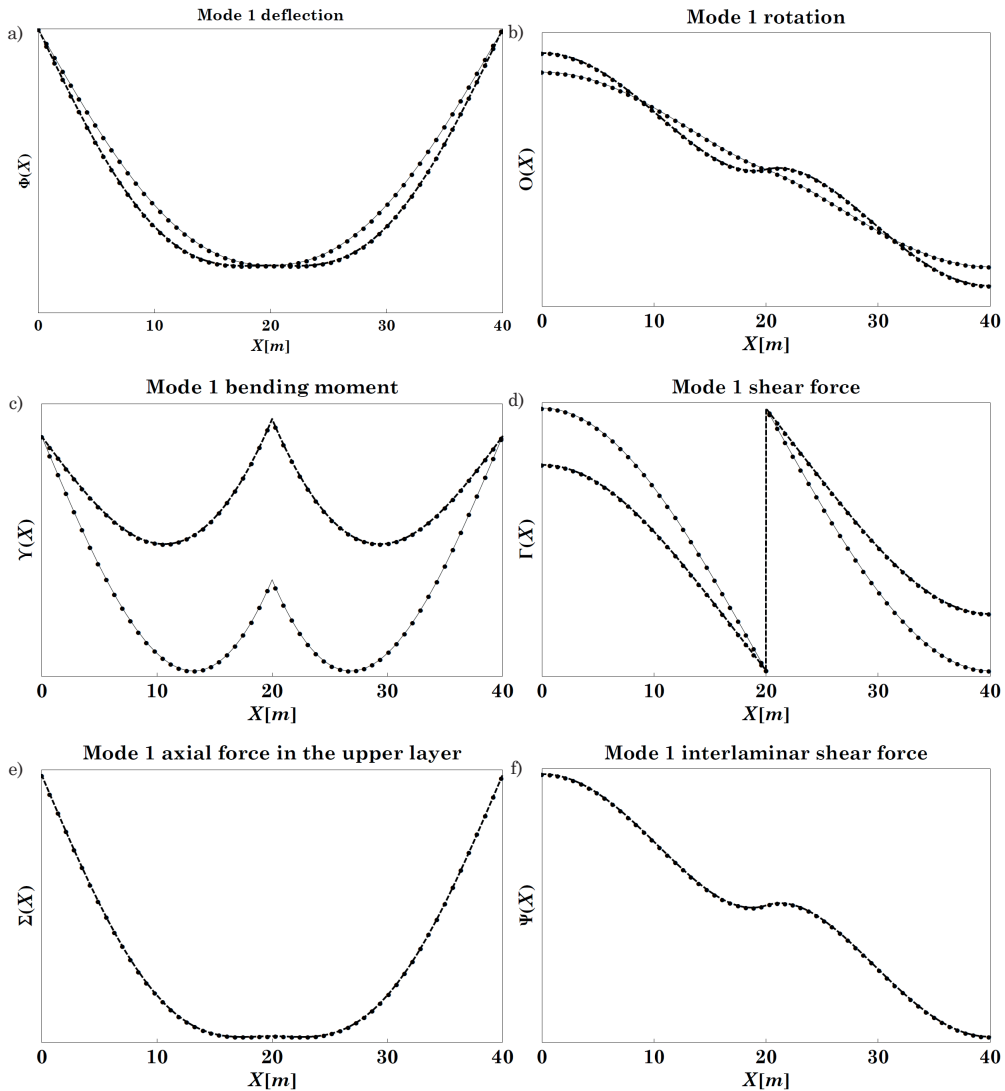 Mode 1 deflection
a)
Φ(X)
0 10 20 30 40
X[m]
Mode 1 rotation
b)
O(X)
0 10 20 30 40
X[m]
Mode 1 bending moment
c)
Υ(X)
0 10 20 30 40
X[m]
Mode 1 shear force
d)
Γ(X)
0 10 20 30 40
X[m]
Mode 1 axial force in the upper layer
e)
Σ(X)
0 10 20 30 40
X[m]
Mode 1 interlaminar shear force
f)
Ψ(X)
0 10 20 30 40
X[m]